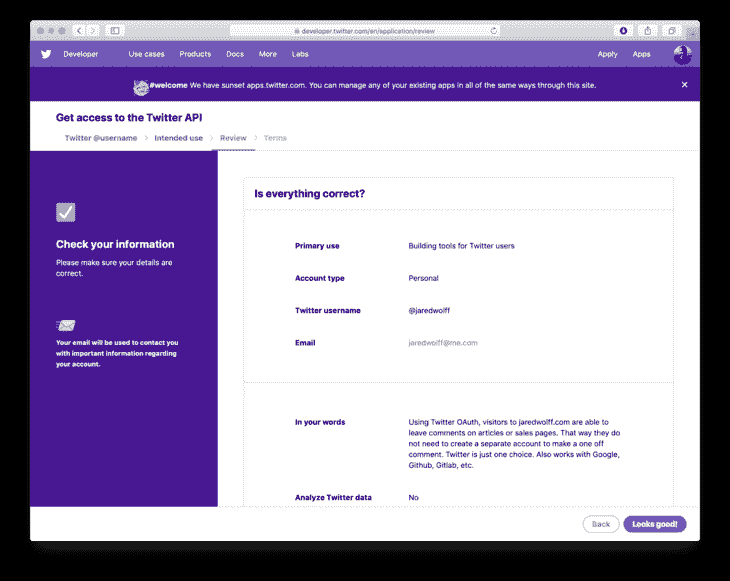 developer.twitter.com/en/application/review
Developer Use cases Products Docs More Labs Apply Apps
#welcome We have sunset apps.twitter.com. You can manage any of your existing apps in all of the same ways through this site.
Get access to the Twitter API
Twitter @username Intended use Review Terms
Check your information
Please make sure your details are
correct.
Your email will be used to contact you
with important information regarding
your account.
Is everything correct?
Primary use Building tools for Twitter users
Account type Personal
Twitter username @jaredwolff
Email jaredwolff@me.com
In your words Using Twitter OAuth, visitors to jaredwolff.com are able to
leave comments on articles or sales pages. That way they do
not need to create a separate account to make a one off
comment. Twitter is just one choice. Also works with Google,
Github, Gitlab, etc.
Analyze Twitter data No
Back Looks good!